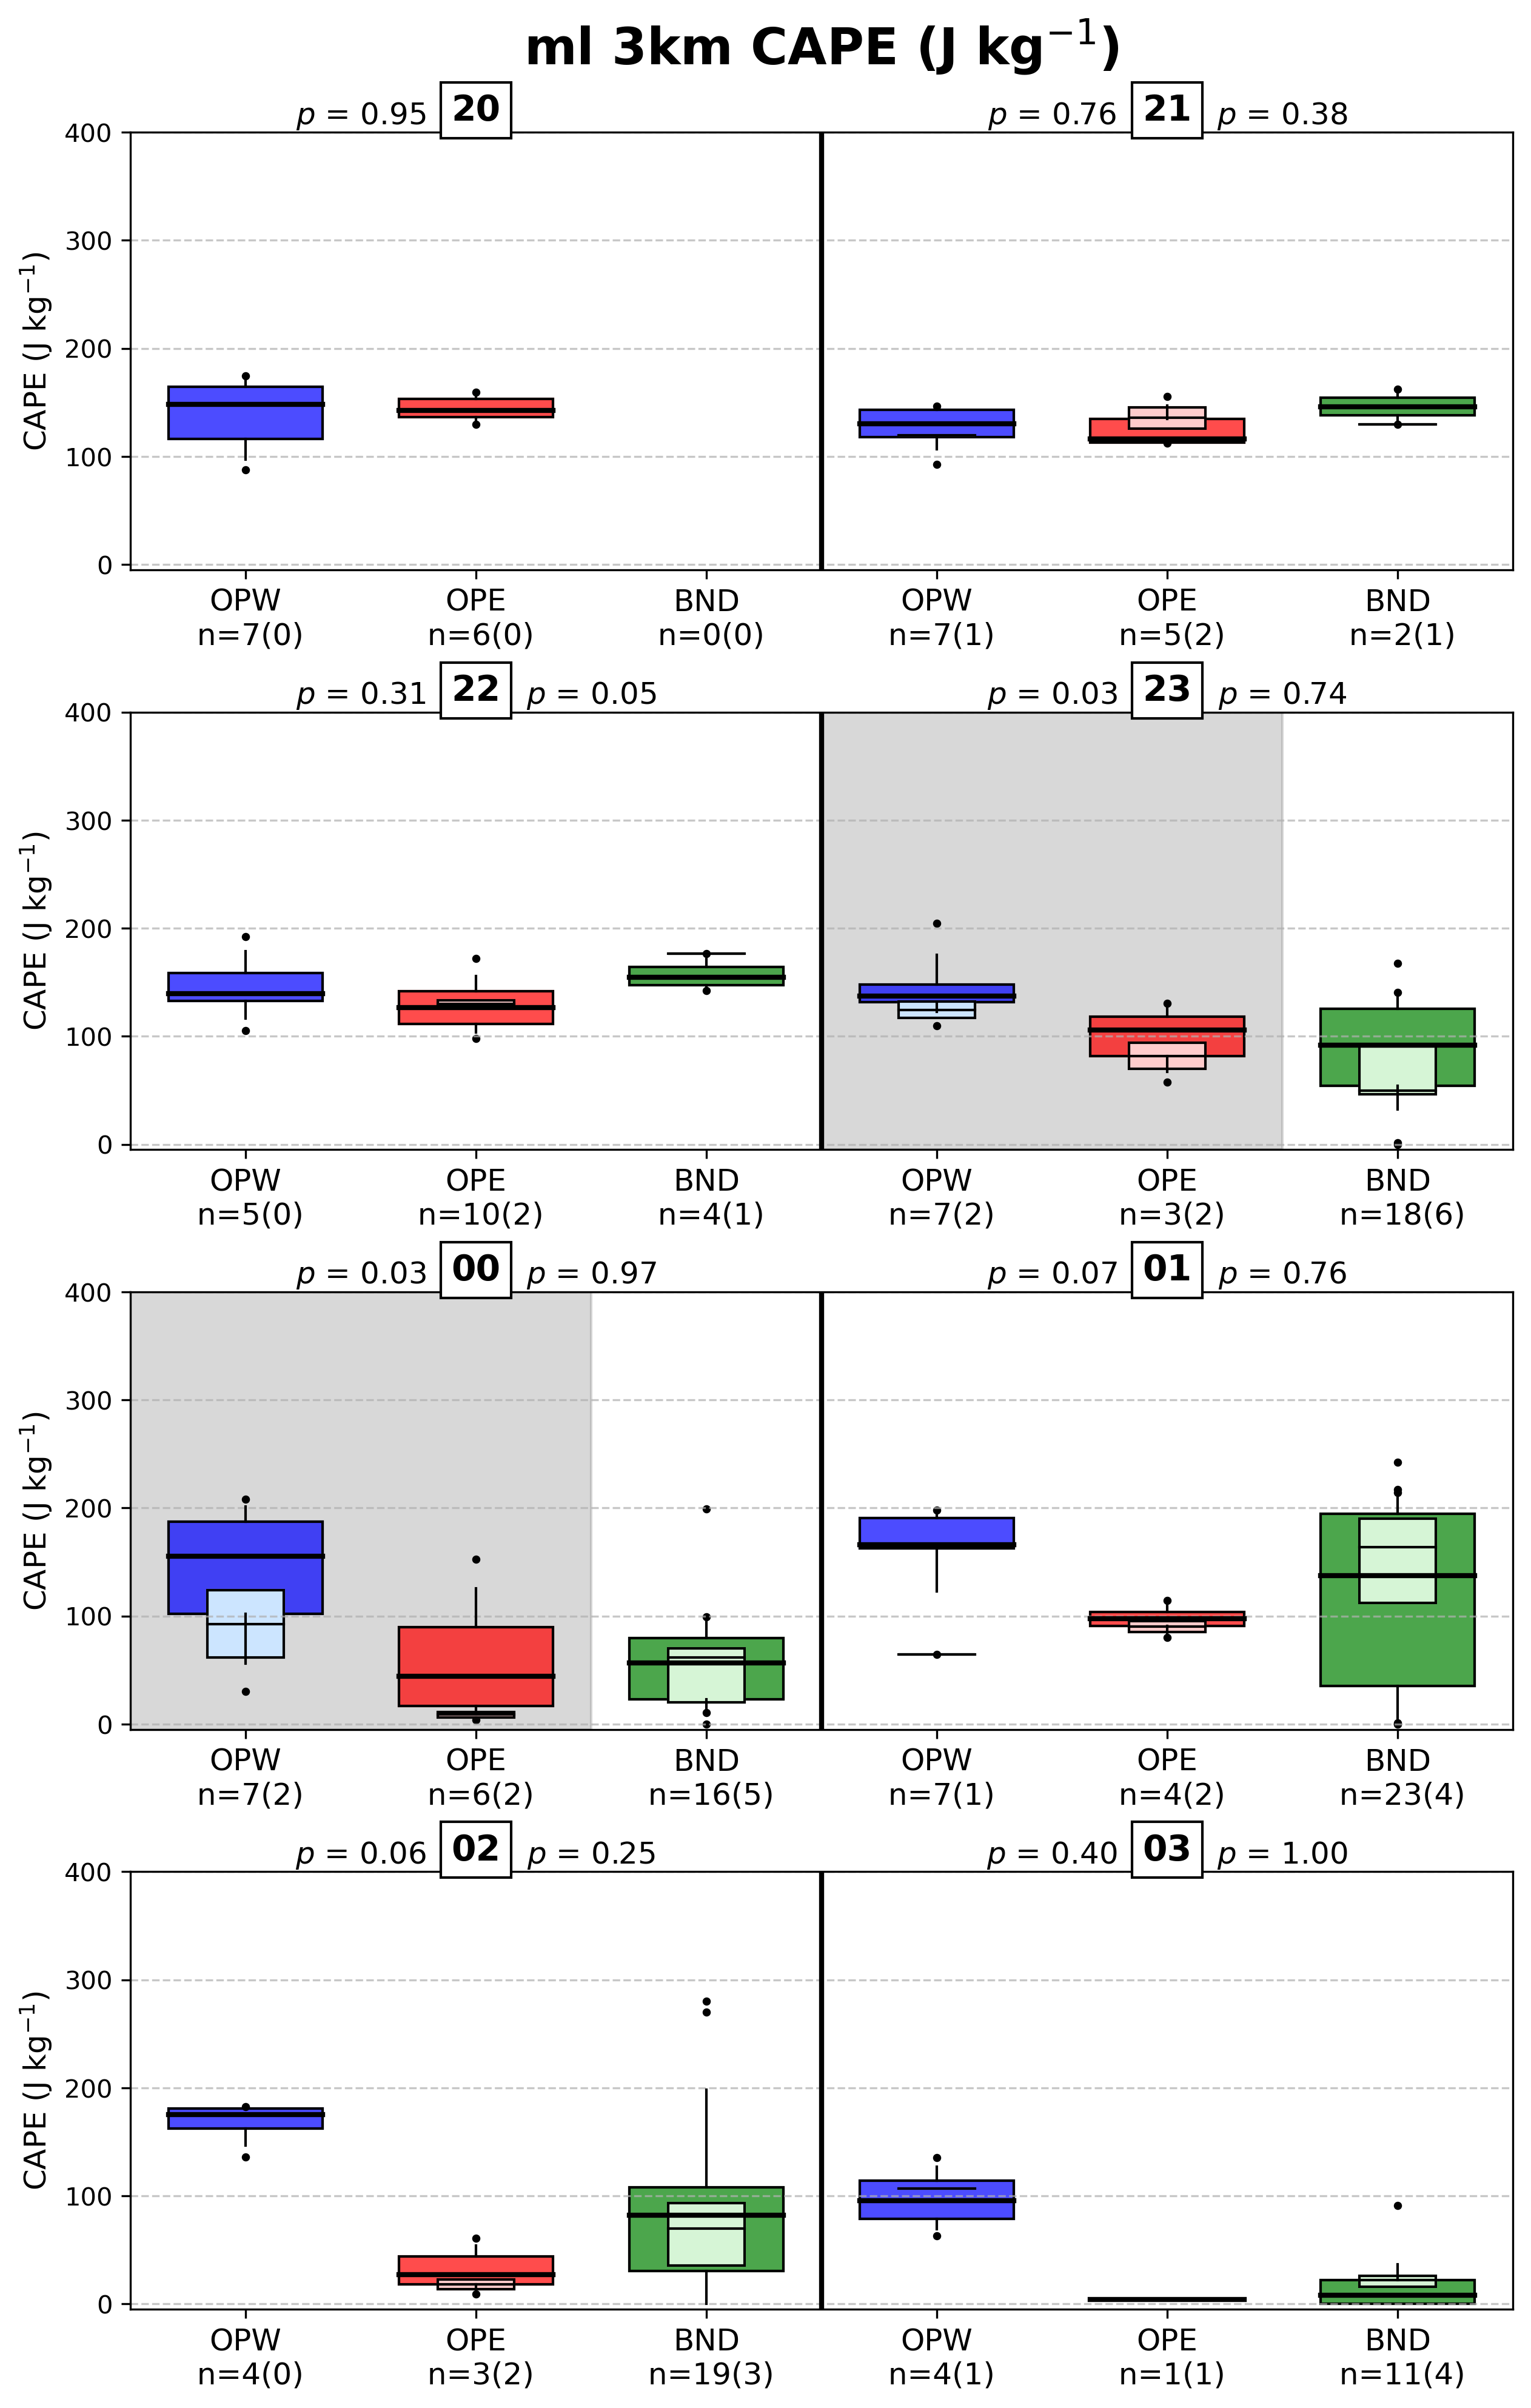 ml 3km CAPE (J kg⁻¹)
p = 0.95 20
p = 0.76 21 p = 0.38
CAPE (J kg⁻¹)
400
300
200
100
0
OPW OPE BND OPW OPE BND
n=7(0) n=6(0) n=0(0) n=7(1) n=5(2) n=2(1)
p = 0.31 22 p = 0.05
p = 0.03 23 p = 0.74
CAPE (J kg⁻¹)
400
300
200
100
0
OPW OPE BND OPW OPE BND
n=5(0) n=10(2) n=4(1) n=7(2) n=3(2) n=18(6)
p = 0.03 00 p = 0.97
p = 0.07 01 p = 0.76
CAPE (J kg⁻¹)
400
300
200
100
0
OPW OPE BND OPW OPE BND
n=7(2) n=6(2) n=16(5) n=7(1) n=4(2) n=23(4)
p = 0.06 02 p = 0.25
p = 0.40 03 p = 1.00
CAPE (J kg⁻¹)
400
300
200
100
0
OPW OPE BND OPW OPE BND
n=4(0) n=3(2) n=19(3) n=4(1) n=1(1) n=11(4)